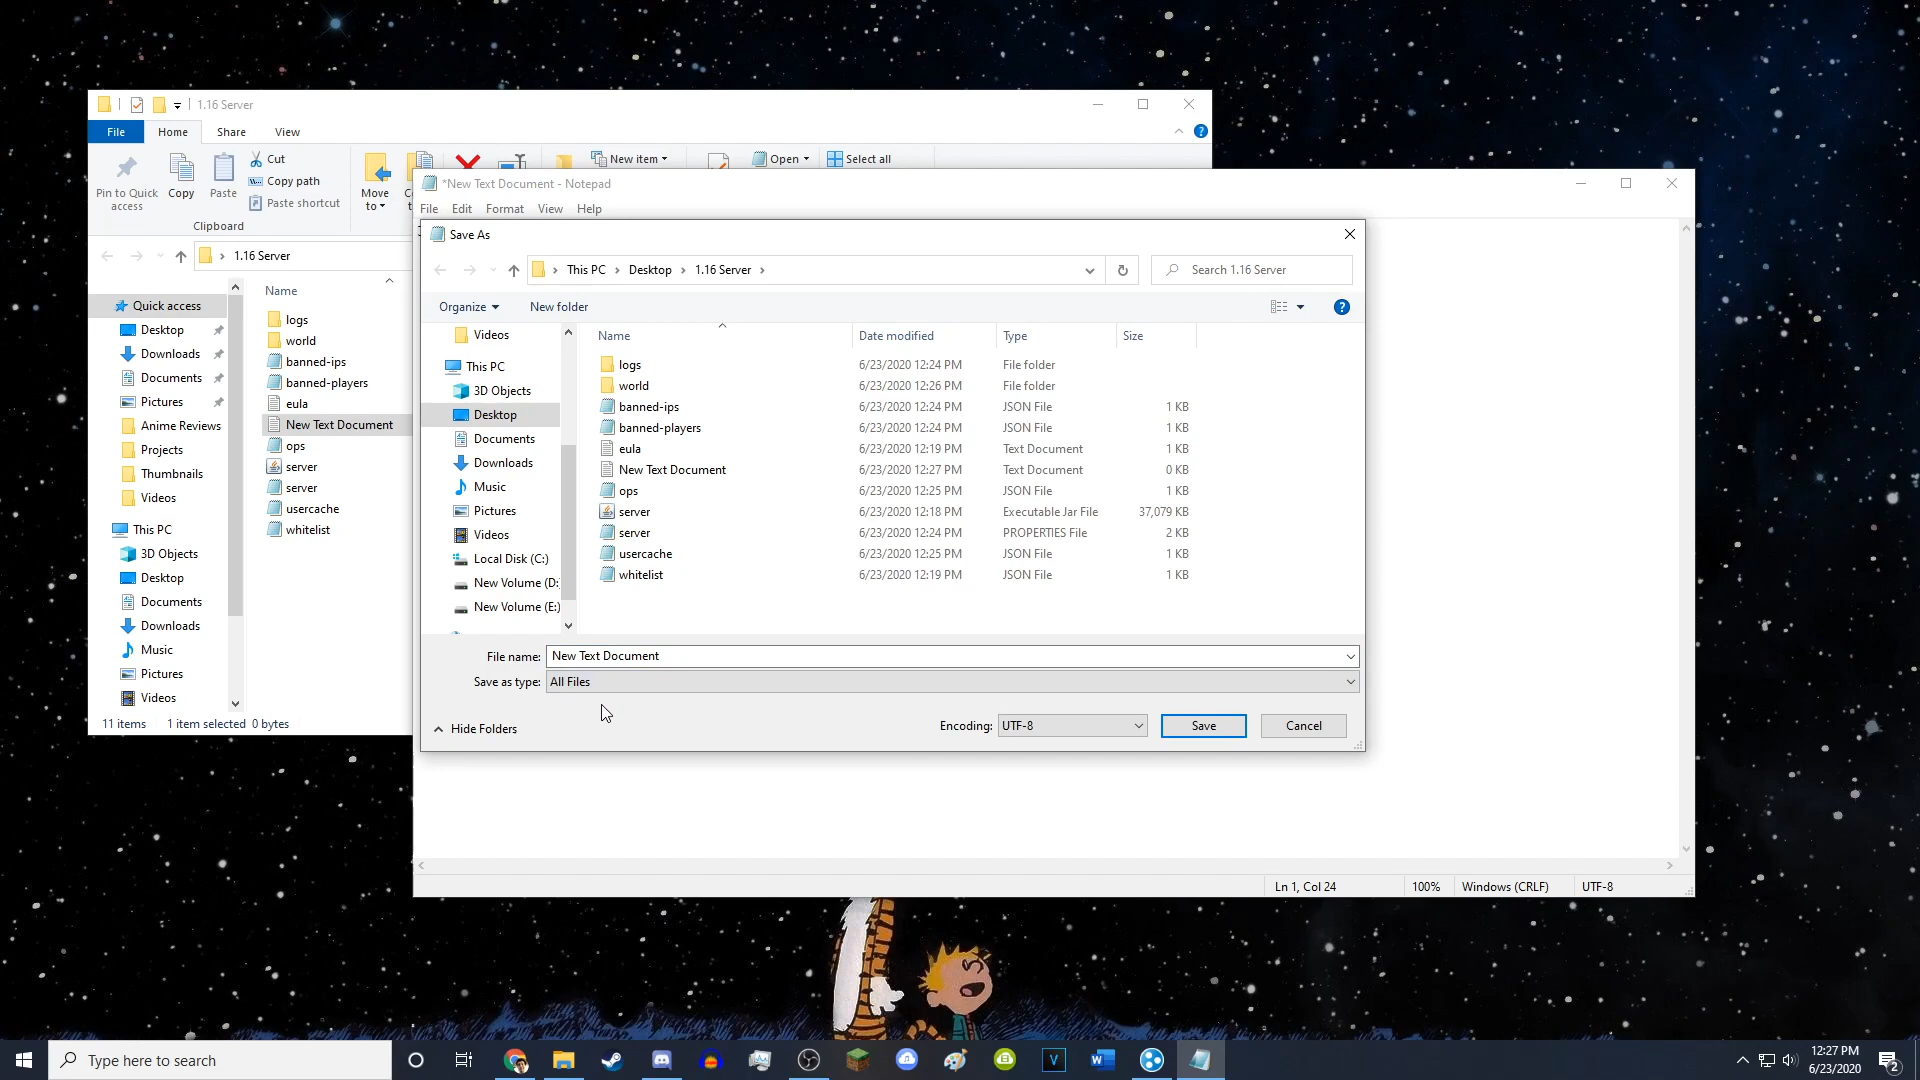 1.16 Server
File Home Share View
Pin to Quick access
Copy
Paste
Cut
Copy path
Paste shortcut
Move to
New item
Open
Select all
Clipboard
1.16 Server
Quick access
Desktop
Downloads
Documents
Pictures
Anime Reviews
Projects
Thumbnails
Videos
This PC
3D Objects
Desktop
Documents
Downloads
Music
Pictures
Videos
Name
logs
world
banned-ips
banned-players
eula
New Text Document
ops
server
server
usercache
whitelist
11 items 1 item selected 0 bytes
*New Text Document - Notepad
File Edit Format View Help
Save As
This PC Desktop 1.16 Server
Search 1.16 Server
Organize New folder
Videos
This PC
3D Objects
Desktop
Documents
Downloads
Music
Pictures
Videos
Local Disk (C:)
New Volume (D:
New Volume (E:)
Name Date modified Type Size
logs 6/23/2020 12:24 PM File folder
world 6/23/2020 12:26 PM File folder
banned-ips 6/23/2020 12:24 PM JSON File 1 KB
banned-players 6/23/2020 12:24 PM JSON File 1 KB
eula 6/23/2020 12:19 PM Text Document 1 KB
New Text Document 6/23/2020 12:27 PM Text Document 0 KB
ops 6/23/2020 12:25 PM JSON File 1 KB
server 6/23/2020 12:18 PM Executable Jar File 37,079 KB
server 6/23/2020 12:24 PM PROPERTIES File 2 KB
usercache 6/23/2020 12:25 PM JSON File 1 KB
whitelist 6/23/2020 12:19 PM JSON File 1 KB
File name: New Text Document
Save as type: All Files
Hide Folders
Encoding: UTF-8 Save Cancel
Ln 1, Col 24 100% Windows (CRLF) UTF-8
Type here to search
12:27 PM
6/23/2020
2